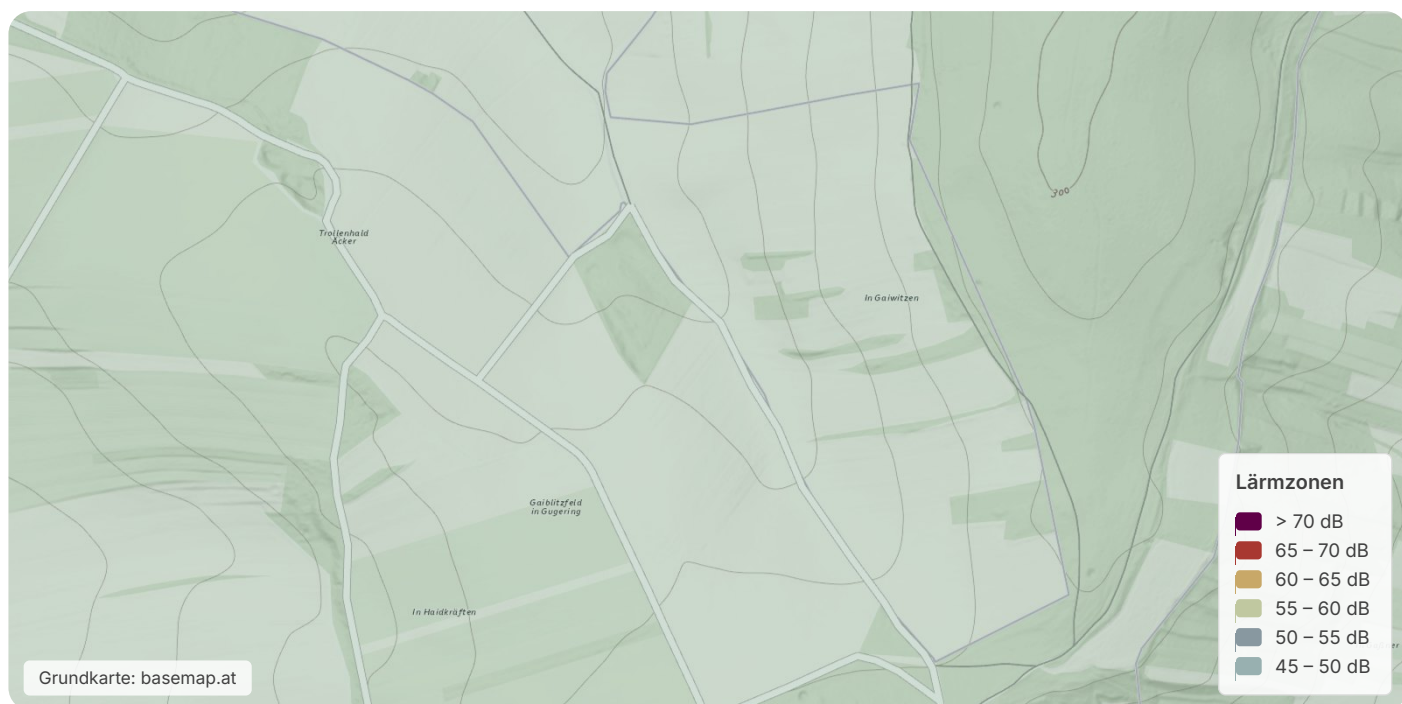 300
Trollenhald
Äcker
In Gaiwitzen
Gaiblitzfeld
in Gugering
In Haidkräften
Lärmzonen
> 70 dB
65 – 70 dB
60 – 65 dB
55 – 60 dB
50 – 55 dB
45 – 50 dB
Grundkarte: basemap.at